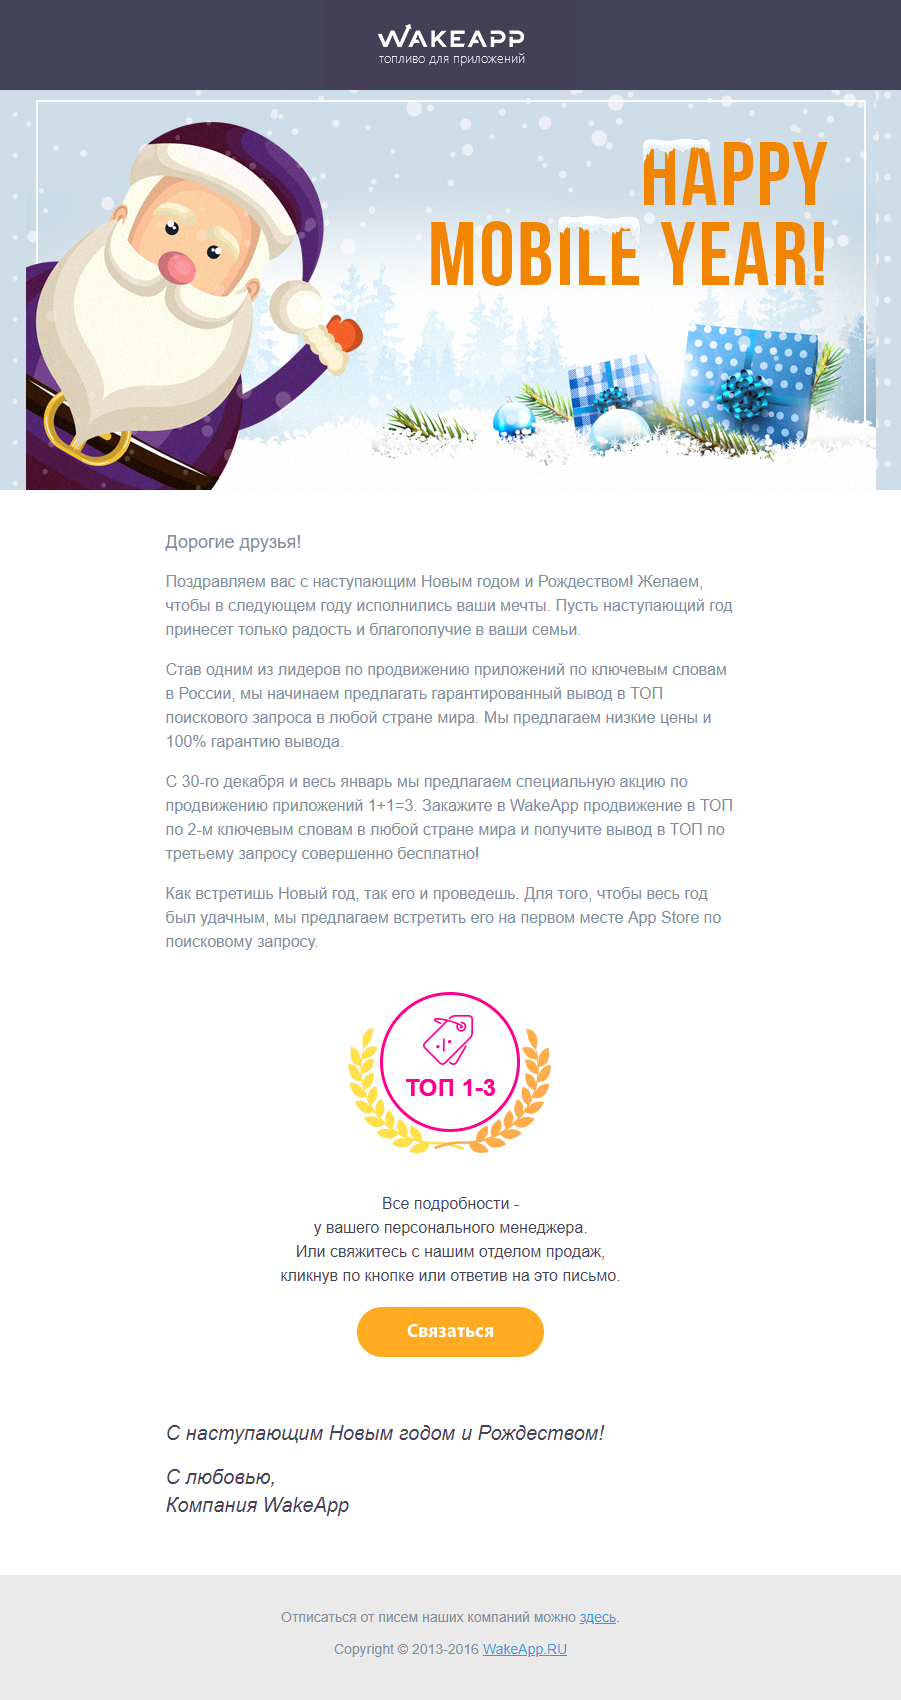 WAKEAPP
топливо для приложений
HAPPY
MOBILE YEAR!
Дорогие друзья!
Поздравляем вас с наступающим Новым годом и Рождеством! Желаем,
чтобы в следующем году исполнились ваши мечты. Пусть наступающий год
принесет только радость и благополучие в ваши семьи.
Став одним из лидеров по продвижению приложений по ключевым словам
в России, мы начинаем предлагать гарантированный вывод в ТОП
поискового запроса в любой стране мира. Мы предлагаем низкие цены и
100% гарантию вывода.
С 30-го декабря и весь январь мы предлагаем специальную акцию по
продвижению приложений 1+1=3. Закажите в WakeApp продвижение в ТОП
по 2-м ключевым словам в любой стране мира и получите вывод в ТОП по
третьему запросу совершенно бесплатно!
Как встретишь Новый год, так его и проведешь. Для того, чтобы весь год
был удачным, мы предлагаем встретить его на первом месте App Store по
поисковому запросу.
ТОП 1-3
Все подробности -
у вашего персонального менеджера.
Или свяжитесь с нашим отделом продаж,
кликнув по кнопке или ответив на это письмо.
Связаться
С наступающим Новым годом и Рождеством!
С любовью,
Компания WakeApp
Отписаться от писем наших компаний можно здесь.
Copyright © 2013-2016 WakeApp.RU